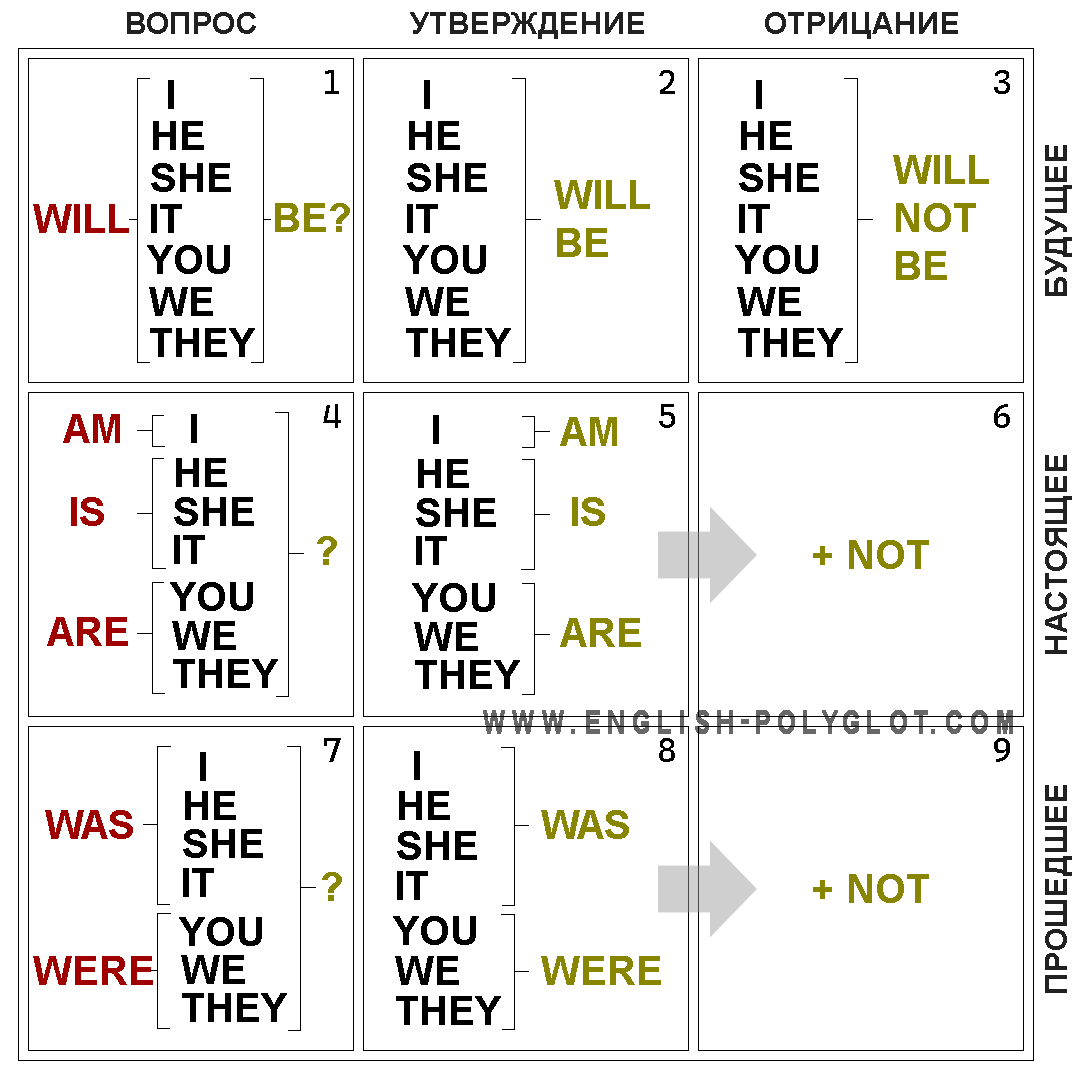 ВОПРОС УТВЕРЖДЕНИЕ ОТРИЦАНИЕ
1
WILL
I
HE
SHE
IT
YOU
WE
THEY
BE?
2
I
HE
SHE
IT
YOU
WE
THEY
WILL
BE
3
I
HE
SHE
IT
YOU
WE
THEY
WILL
NOT
BE
БУДУЩЕЕ
4
AM
I
IS
HE
SHE
IT
ARE
YOU
WE
THEY
?
5
I
AM
HE
SHE
IT
IS
YOU
WE
THEY
ARE
6
+ NOT
НАСТОЯЩЕЕ
WWW.ENGLISH-POLYGLOT.COM
7
WAS
I
HE
SHE
IT
WERE
YOU
WE
THEY
?
8
I
HE
SHE
IT
WAS
YOU
WE
THEY
WERE
9
+ NOT
ПРОШЕДШЕЕ